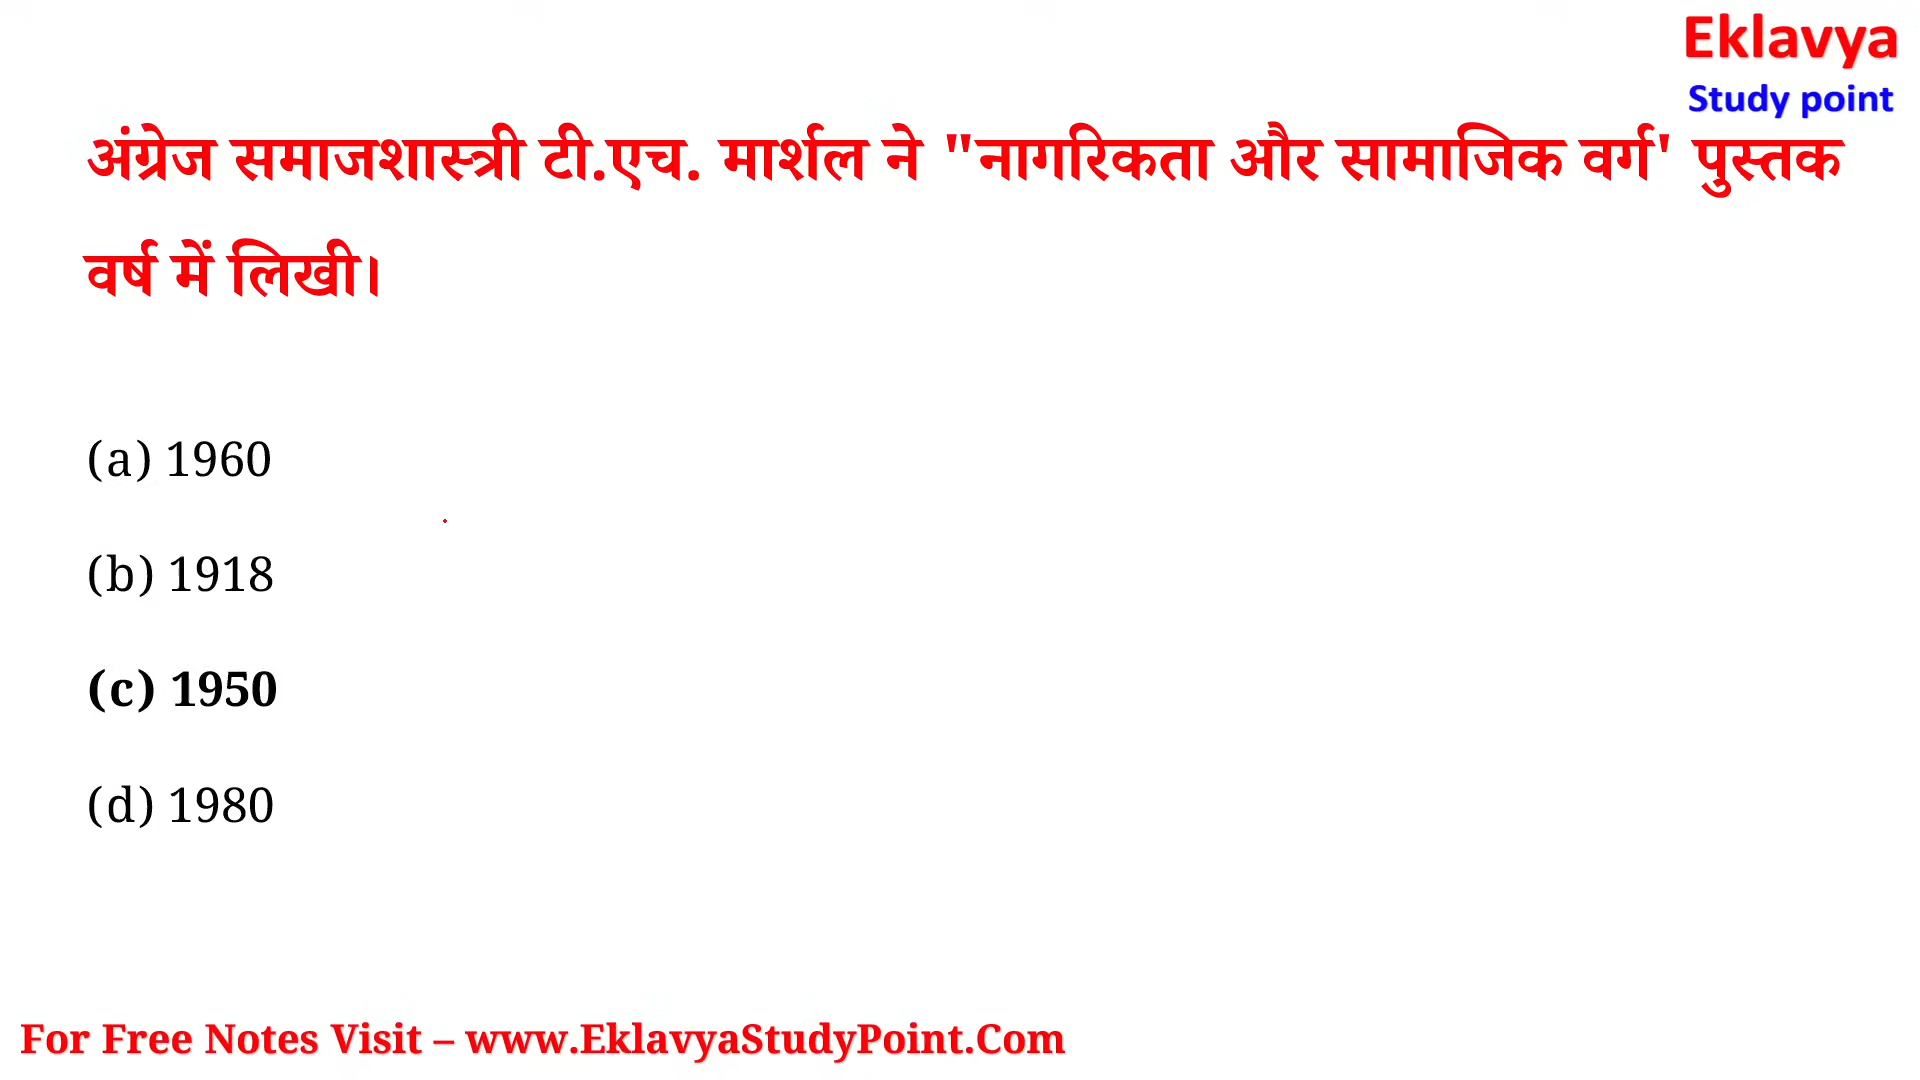 Eklavya
Study point
अंग्रेज समाजशास्त्री टी.एच. मार्शल ने "नागरिकता और सामाजिक वर्ग' पुस्तक
वर्ष में लिखी।
(a) 1960
(b) 1918
(c) 1950
(d) 1980
For Free Notes Visit – www.EklavyaStudyPoint.Com